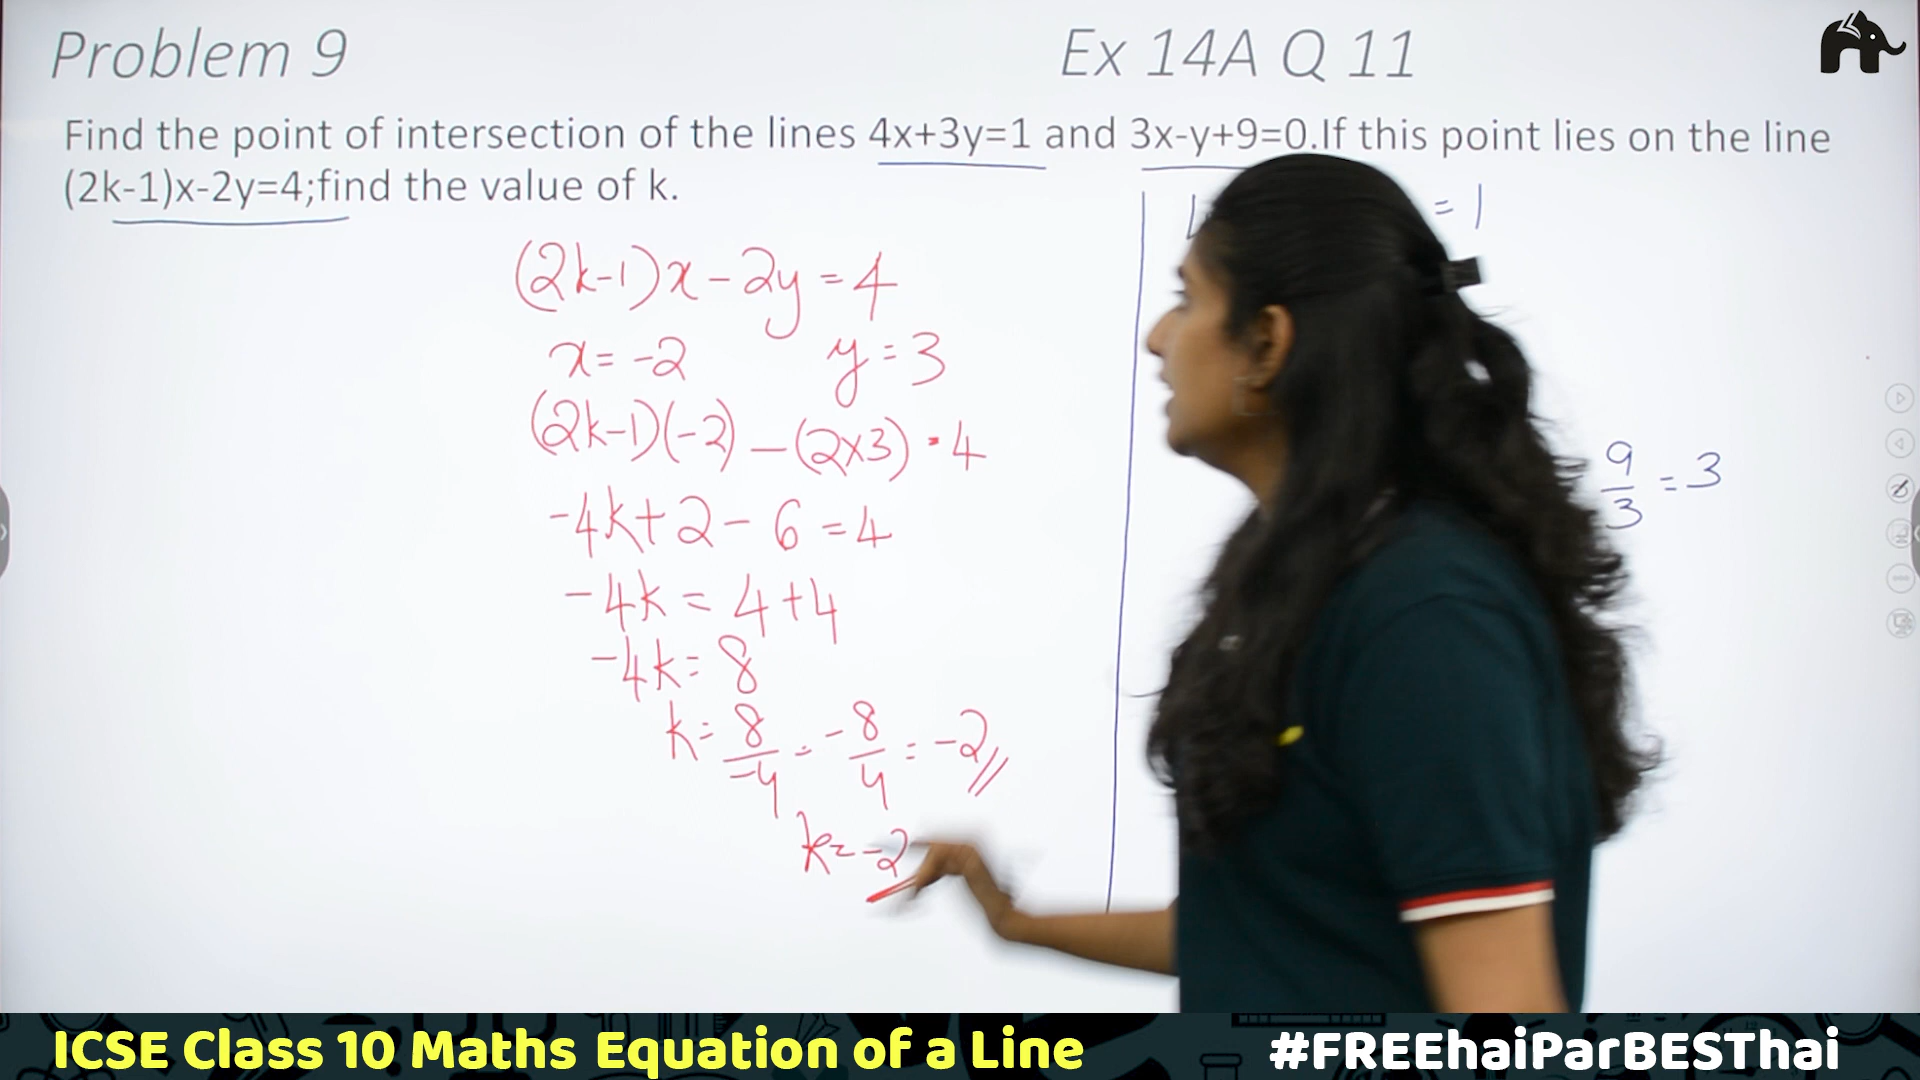 Problem 9
Ex 14A Q 11
Find the point of intersection of the lines 4x+3y=1 and 3x-y+9=0.If this point lies on the line
(2k-1)x-2y=4;find the value of k.
= 1
(2k-1)x-2y=4
x= -2 y=3
(2k-1)(-2) - (2x3) = 4
9/3 = 3
-4k+2-6=4
-4k = 4+4
-4k= 8
k= 8/-4 = -8/4 = -2
k= -2
ICSE Class 10 Maths Equation of a Line
#FREEhaiParBESThai